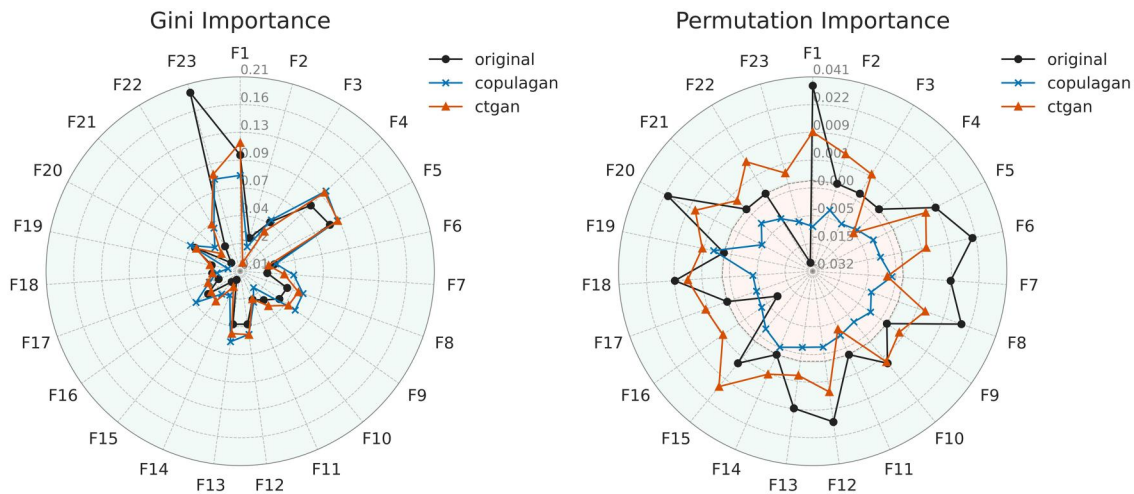 Gini Importance
F1
F2
F3
F4
F5
F6
F7
F8
F9
F10
F11
F12
F13
F14
F15
F16
F17
F18
F19
F20
F21
F22
F23
0.21
0.16
0.13
0.09
0.07
0.04
0.01
original
copulagan
ctgan
Permutation Importance
F1
F2
F3
F4
F5
F6
F7
F8
F9
F10
F11
F12
F13
F14
F15
F16
F17
F18
F19
F20
F21
F22
F23
0.041
0.022
0.009
-0.000
-0.005
-0.032
original
copulagan
ctgan